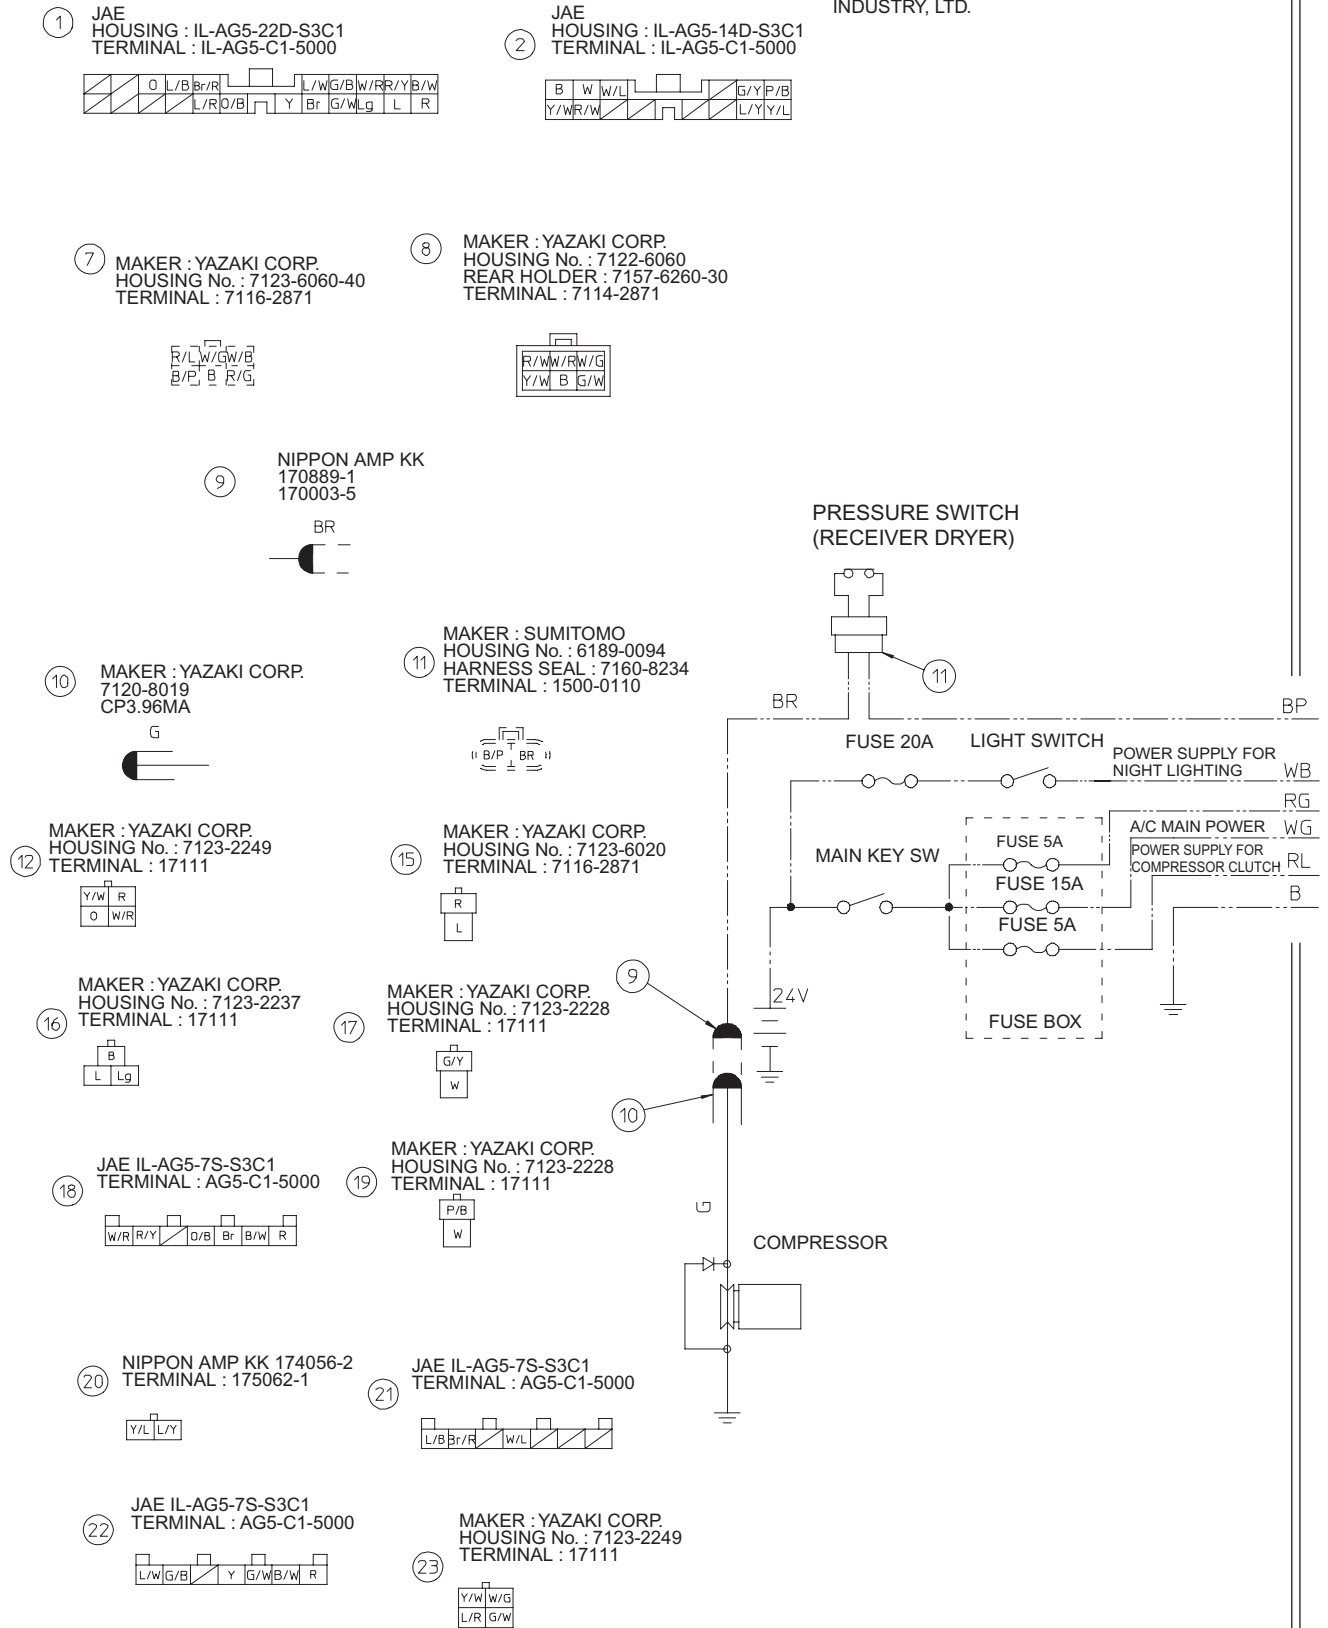 INDUSTRY, LTD.
1
JAE
HOUSING : IL-AG5-22D-S3C1
TERMINAL : IL-AG5-C1-5000
O L/B Br/R L/W G/B W/R R/Y B/W
L/R O/B Y Br G/W Lg L R
2
JAE
HOUSING : IL-AG5-14D-S3C1
TERMINAL : IL-AG5-C1-5000
B W W/L G/Y P/B
Y/W R/W L/Y Y/L
7
MAKER : YAZAKI CORP.
HOUSING No. : 7123-6060-40
TERMINAL : 7116-2871
R/L W/G W/B
B/P B R/G
8
MAKER : YAZAKI CORP.
HOUSING No. : 7122-6060
REAR HOLDER : 7157-6260-30
TERMINAL : 7114-2871
R/W W/R W/G
Y/W B G/W
9
NIPPON AMP KK
170889-1
170003-5
BR
10
MAKER : YAZAKI CORP.
7120-8019
CP3.96MA
G
11
MAKER : SUMITOMO
HOUSING No. : 6189-0094
HARNESS SEAL : 7160-8234
TERMINAL : 1500-0110
B/P BR
12
MAKER : YAZAKI CORP.
HOUSING No. : 7123-2249
TERMINAL : 17111
Y/W R
O W/R
15
MAKER : YAZAKI CORP.
HOUSING No. : 7123-6020
TERMINAL : 7116-2871
R
L
16
MAKER : YAZAKI CORP.
HOUSING No. : 7123-2237
TERMINAL : 17111
B
L Lg
17
MAKER : YAZAKI CORP.
HOUSING No. : 7123-2228
TERMINAL : 17111
G/Y
W
18
JAE IL-AG5-7S-S3C1
TERMINAL : AG5-C1-5000
W/R R/Y O/B Br B/W R
19
MAKER : YAZAKI CORP.
HOUSING No. : 7123-2228
TERMINAL : 17111
P/B
W
20
NIPPON AMP KK 174056-2
TERMINAL : 175062-1
Y/L L/Y
21
JAE IL-AG5-7S-S3C1
TERMINAL : AG5-C1-5000
L/B Br/R W/L
22
JAE IL-AG5-7S-S3C1
TERMINAL : AG5-C1-5000
L/W G/B Y G/W B/W R
23
MAKER : YAZAKI CORP.
HOUSING No. : 7123-2249
TERMINAL : 17111
Y/W W/G
L/R G/W
PRESSURE SWITCH
(RECEIVER DRYER)
11
BR
BP
FUSE 20A
LIGHT SWITCH
POWER SUPPLY FOR
NIGHT LIGHTING
WB
RG
A/C MAIN POWER
WG
POWER SUPPLY FOR
COMPRESSOR CLUTCH
RL
B
MAIN KEY SW
FUSE 5A
FUSE 15A
FUSE 5A
FUSE BOX
24V
9
10
G
COMPRESSOR